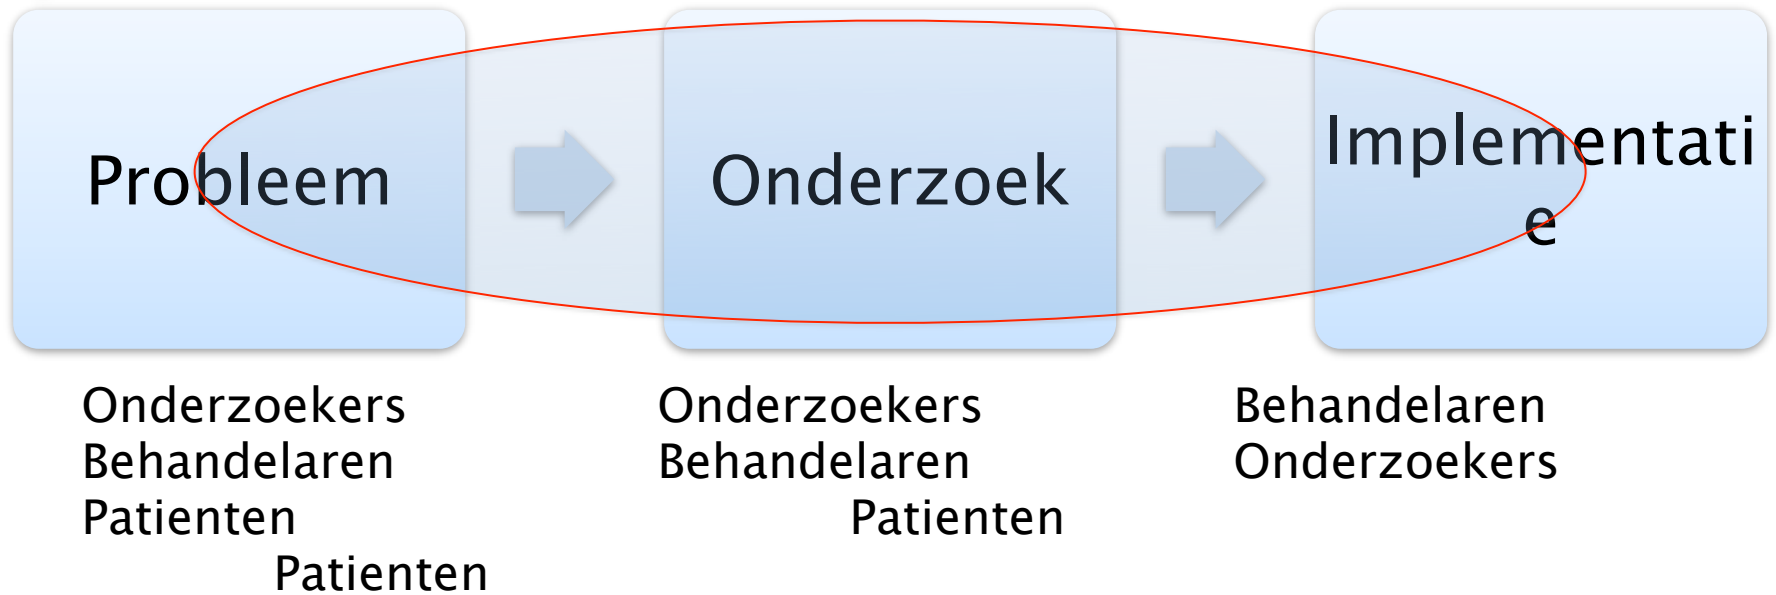 Probleem
Onderzoek
Implementati
e
Onderzoekers
Behandelaren
Patienten
Patienten
Onderzoekers
Behandelaren
Patienten
Behandelaren
Onderzoekers